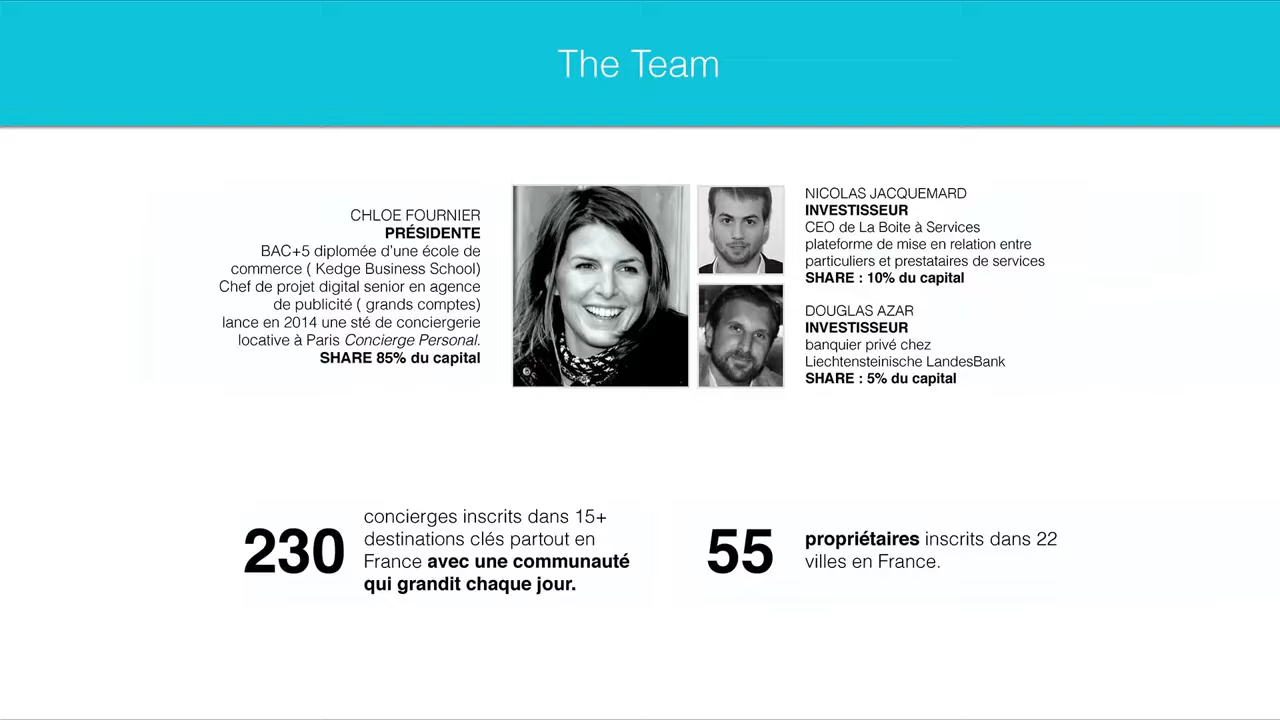 The Team
CHLOE FOURNIER
PRÉSIDENTE
BAC+5 diplomée d'une école de
commerce ( Kedge Business School)
Chef de projet digital senior en agence
de publicité ( grands comptes)
lance en 2014 une sté de conciergerie
locative à Paris Concierge Personal.
SHARE 85% du capital
NICOLAS JACQUEMARD
INVESTISSEUR
CEO de La Boite à Services
plateforme de mise en relation entre
particuliers et prestataires de services
SHARE : 10% du capital
DOUGLAS AZAR
INVESTISSEUR
banquier privé chez
Liechtensteinische LandesBank
SHARE : 5% du capital
230
concierges inscrits dans 15+
destinations clés partout en
France avec une communauté
qui grandit chaque jour.
55
propriétaires inscrits dans 22
villes en France.